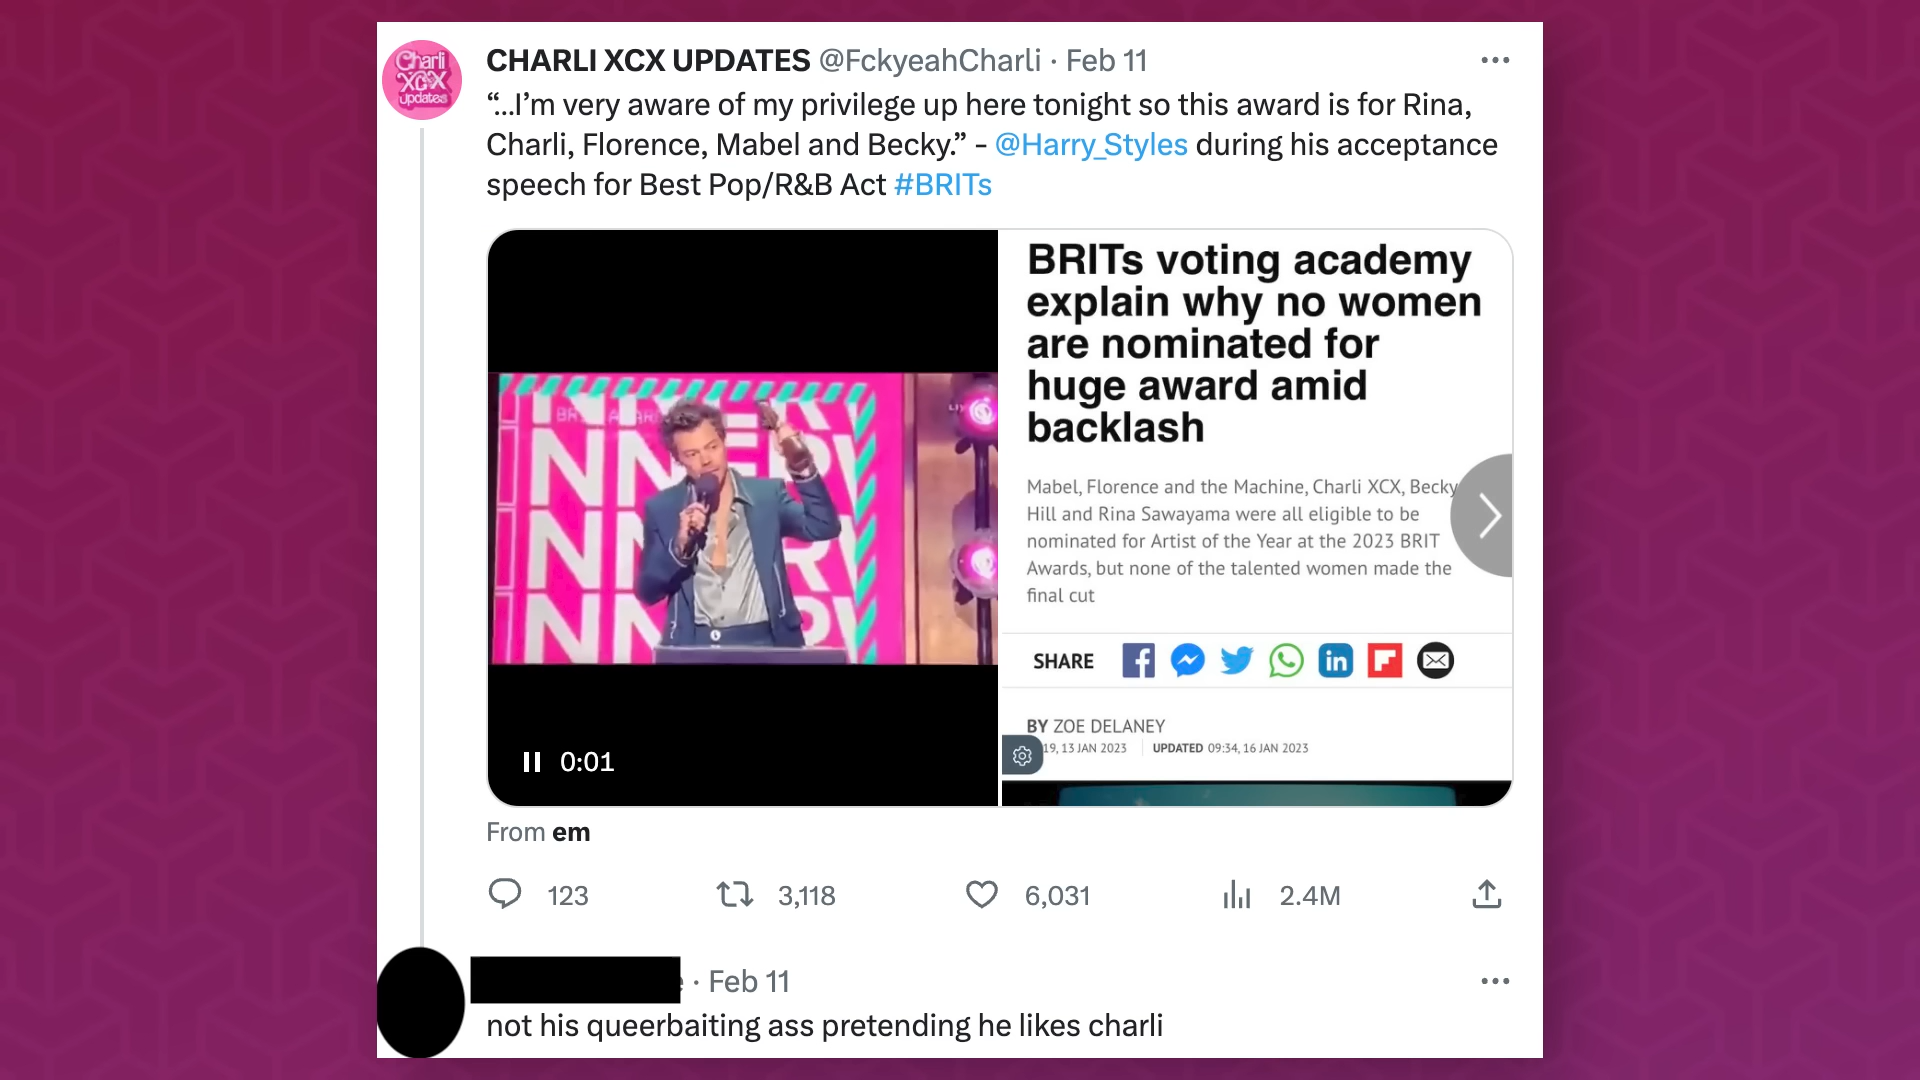 Charli
XCX
updates
CHARLI XCX UPDATES @FckyeahCharli · Feb 11
“...I’m very aware of my privilege up here tonight so this award is for Rina,
Charli, Florence, Mabel and Becky.” - @Harry_Styles during his acceptance
speech for Best Pop/R&B Act #BRITs
BRITs voting academy
explain why no women
are nominated for
huge award amid
backlash
Mabel, Florence and the Machine, Charli XCX, Becky
Hill and Rina Sawayama were all eligible to be
nominated for Artist of the Year at the 2023 BRIT
Awards, but none of the talented women made the
final cut
SHARE
BY ZOE DELANEY
19, 13 JAN 2023 UPDATED 09:34, 16 JAN 2023
0:01
From em
123 3,118 6,031 2.4M
· Feb 11
not his queerbaiting ass pretending he likes charli